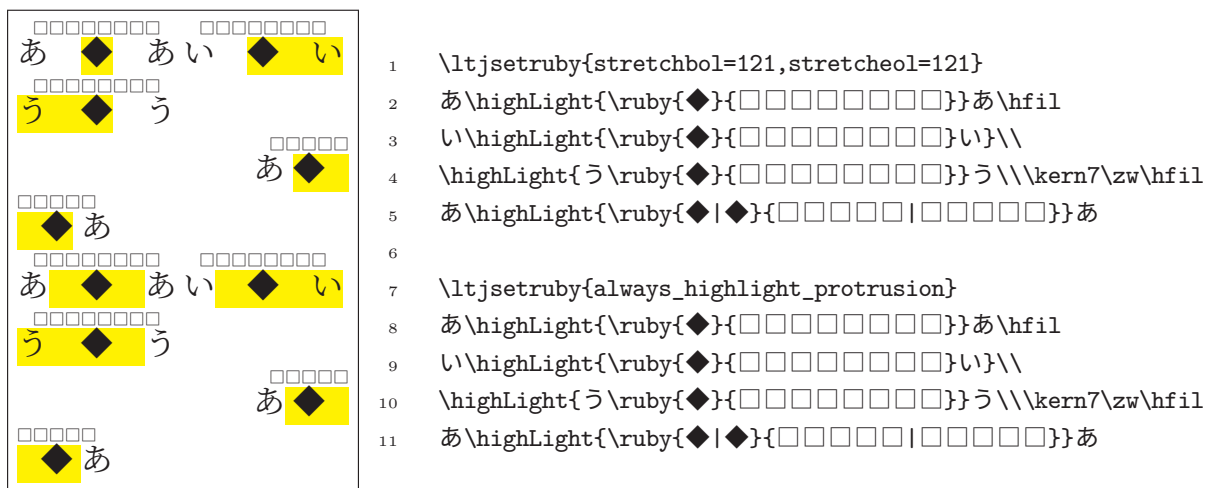 □□□□□□□□ □□□□□□□□
あ ◆ あい ◆ い
□□□□□□□□
う ◆ う
□□□□□
あ◆
□□□□□
◆あ
□□□□□□□□ □□□□□□□□
あ ◆ あい ◆ い
□□□□□□□□
う ◆ う
□□□□□
あ◆
□□□□□
◆あ
1 \ltjsetruby{stretchbol=121,stretcheol=121}
2 あ\highLight{\ruby{◆}{□□□□□□□□}}あ\hfil
3 い\highLight{\ruby{◆}{□□□□□□□□}い}\\
4 \highLight{う\ruby{◆}{□□□□□□□□}}う\\\kern7\zw\hfil
5 あ\highLight{\ruby{◆|◆}{□□□□□|□□□□□}}あ
6
7 \ltjsetruby{always_highlight_protrusion}
8 あ\highLight{\ruby{◆}{□□□□□□□□}}あ\hfil
9 い\highLight{\ruby{◆}{□□□□□□□□}い}\\
10 \highLight{う\ruby{◆}{□□□□□□□□}}う\\\kern7\zw\hfil
11 あ\highLight{\ruby{◆|◆}{□□□□□|□□□□□}}あ